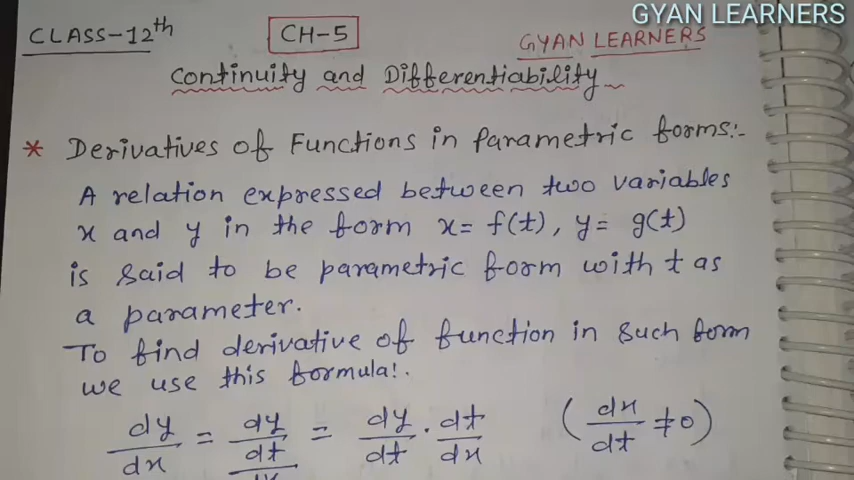 GYAN LEARNERS
CLASS-12th
CH-5
GYAN LEARNERS
Continuity and Differentiability
* Derivatives of Functions in Parametric forms:-
A relation expressed between two variables
x and y in the form x = f(t), y = g(t)
is said to be parametric form with t as
a parameter.
To find derivative of function in such form
we use this formula:.
dy/dx = (dy/dt)/(dx = dy/dt . dt/dx (dx/dt ≠ 0)